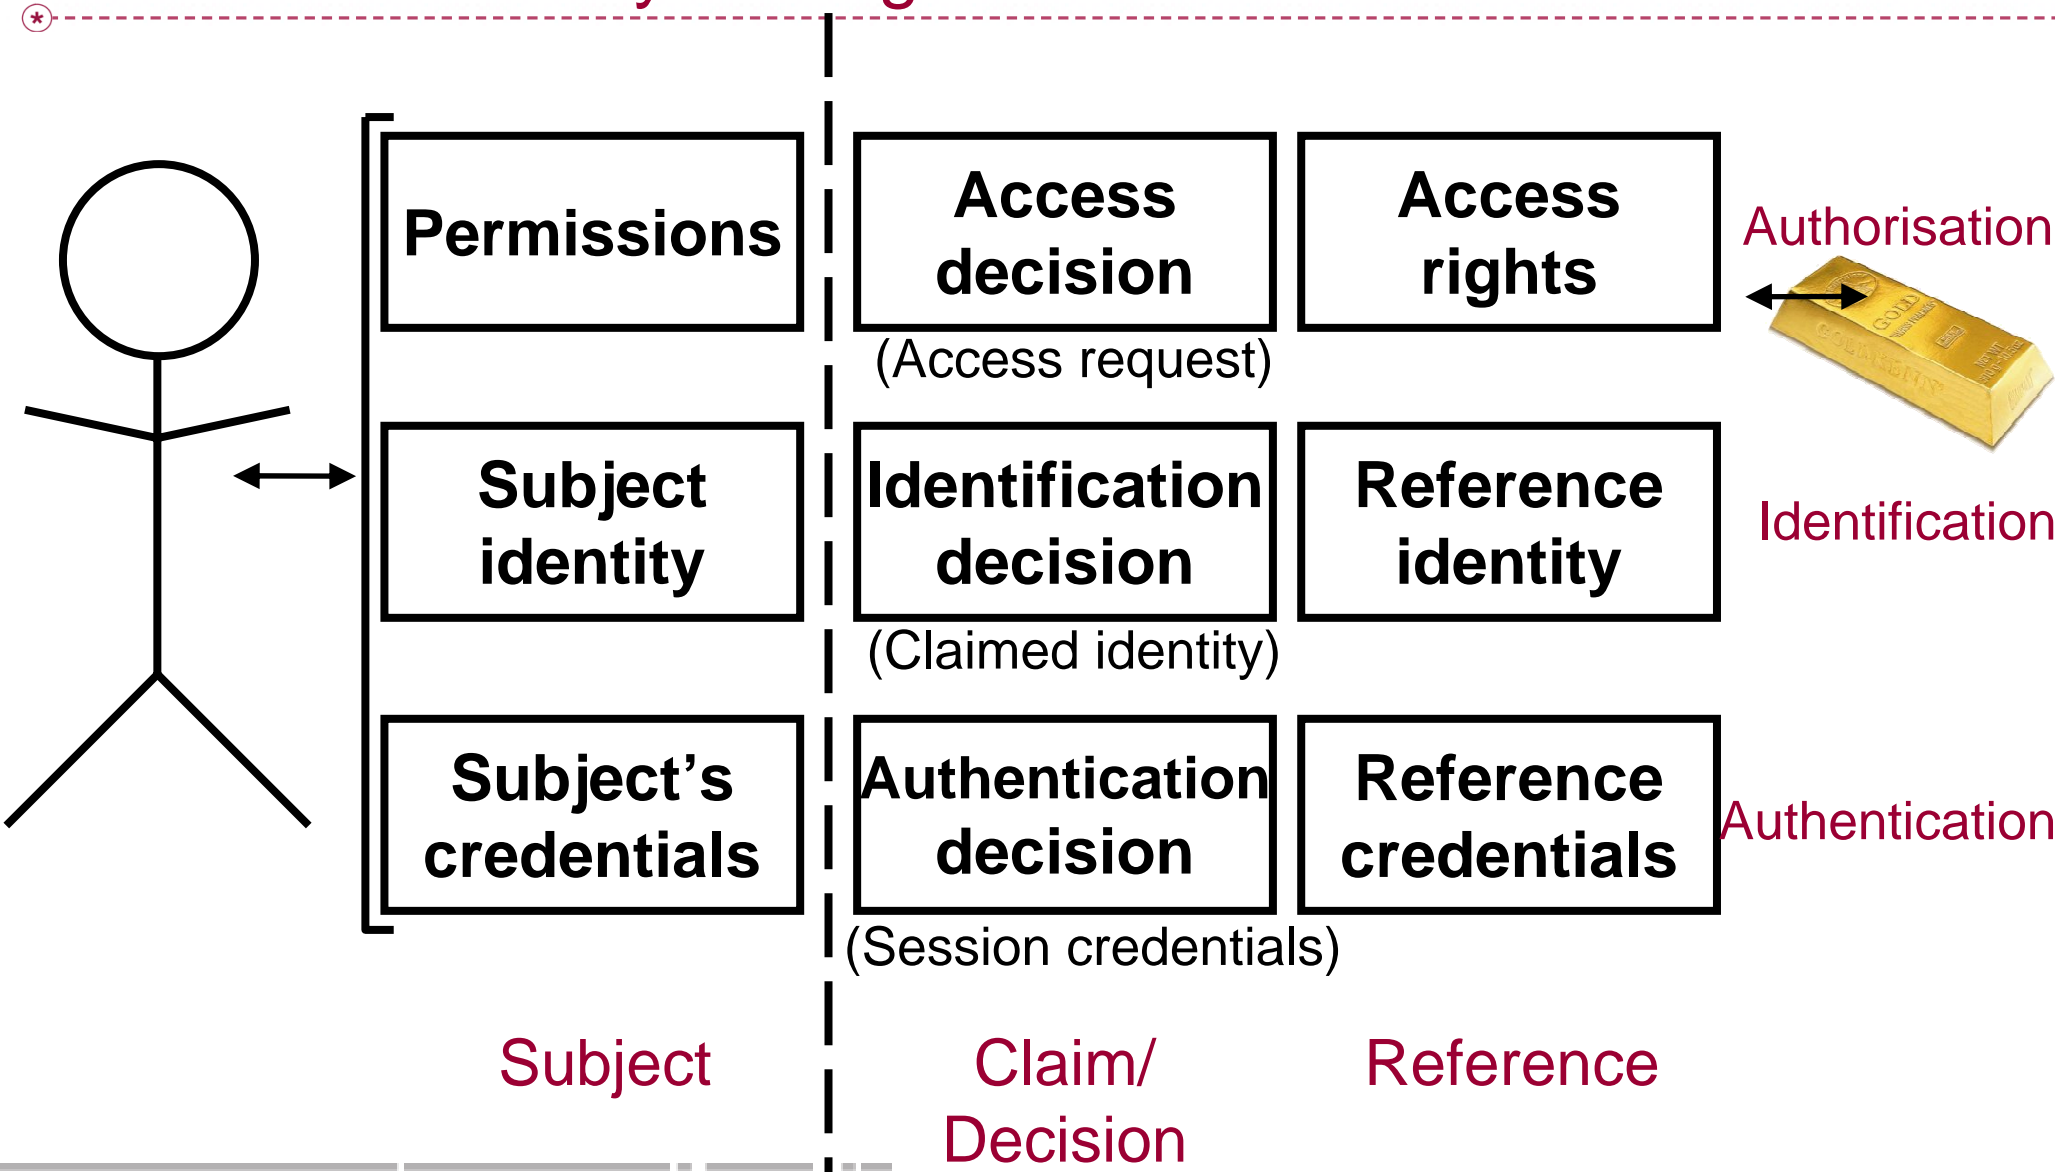 *
Permissions
Access
decision
Access
rights
Authorisation
(Access request)
GOLD
Subject
identity
Identification
decision
Reference
identity
Identification
(Claimed identity)
Subject’s
credentials
Authentication
decision
Reference
credentials
Authentication
(Session credentials)
Subject
Claim/
Decision
Reference